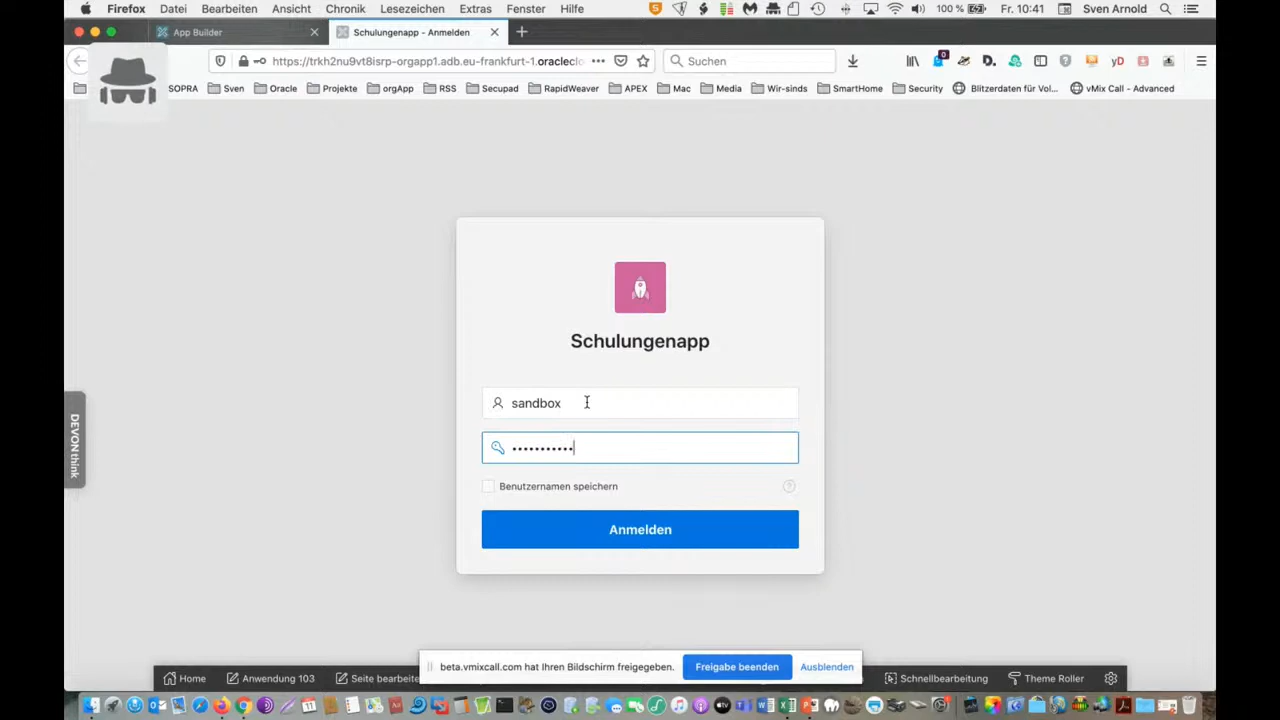 Firefox Datei Bearbeiten Ansicht Chronik Lesezeichen Extras Fenster Hilfe 100 % Fr. 10:41 Sven Arnold
App Builder Schulungenapp - Anmelden
https://trkh2nu9vt8isrp-orgapp1.adb.eu-frankfurt-1.oracleclo Suchen 0 yD
SOPRA Sven Oracle Projekte orgApp RSS Secupad RapidWeaver APEX Mac Media Wir-sinds SmartHome Security Blitzerdaten für Vol... vMix Call - Advanced
Schulungenapp
sandbox
DEVONthink
Benutzernamen speichern
Anmelden
beta.vmixcall.com hat Ihren Bildschirm freigegeben. Freigabe beenden Ausblenden
Home Anwendung 103 Seite bearbeite Schnellbearbeitung Theme Roller